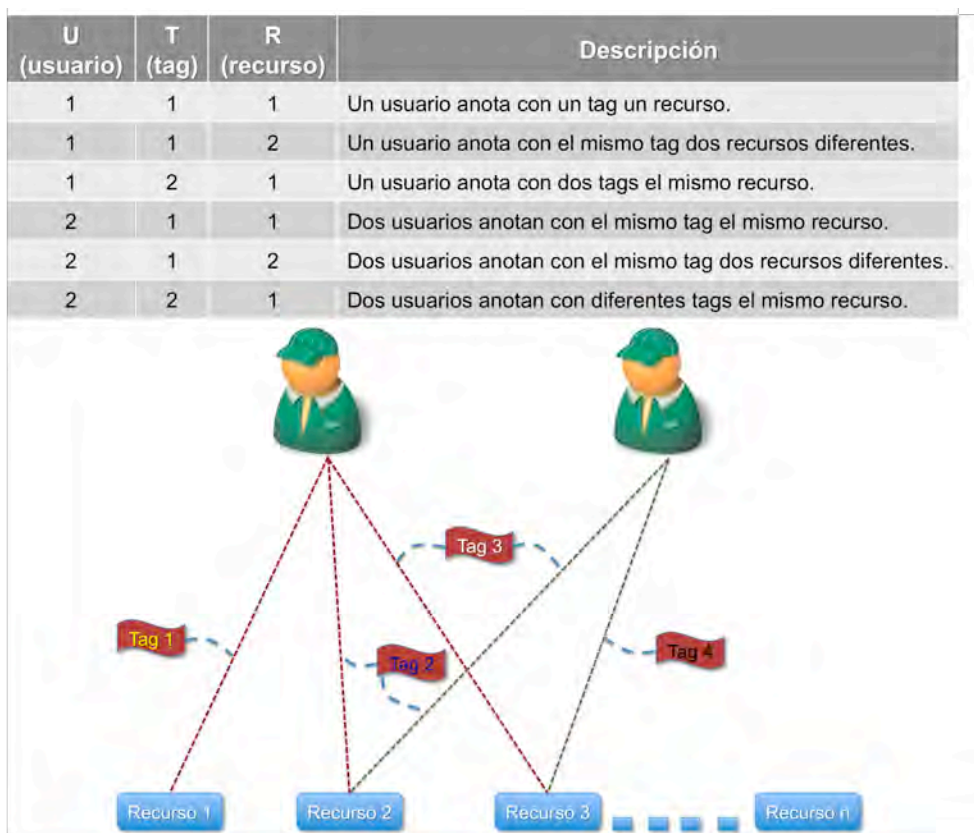 U (usuario) T (tag) R (recurso) Descripción
1 1 1 Un usuario anota con un tag un recurso.
1 1 2 Un usuario anota con el mismo tag dos recursos diferentes.
1 2 1 Un usuario anota con dos tags el mismo recurso.
2 1 1 Dos usuarios anotan con el mismo tag el mismo recurso.
2 1 2 Dos usuarios anotan con el mismo tag dos recursos diferentes.
2 2 1 Dos usuarios anotan con diferentes tags el mismo recurso.
Tag 3
Tag 1
Tag 2
Tag 4
Recurso 1 Recurso 2 Recurso 3 Recurso n